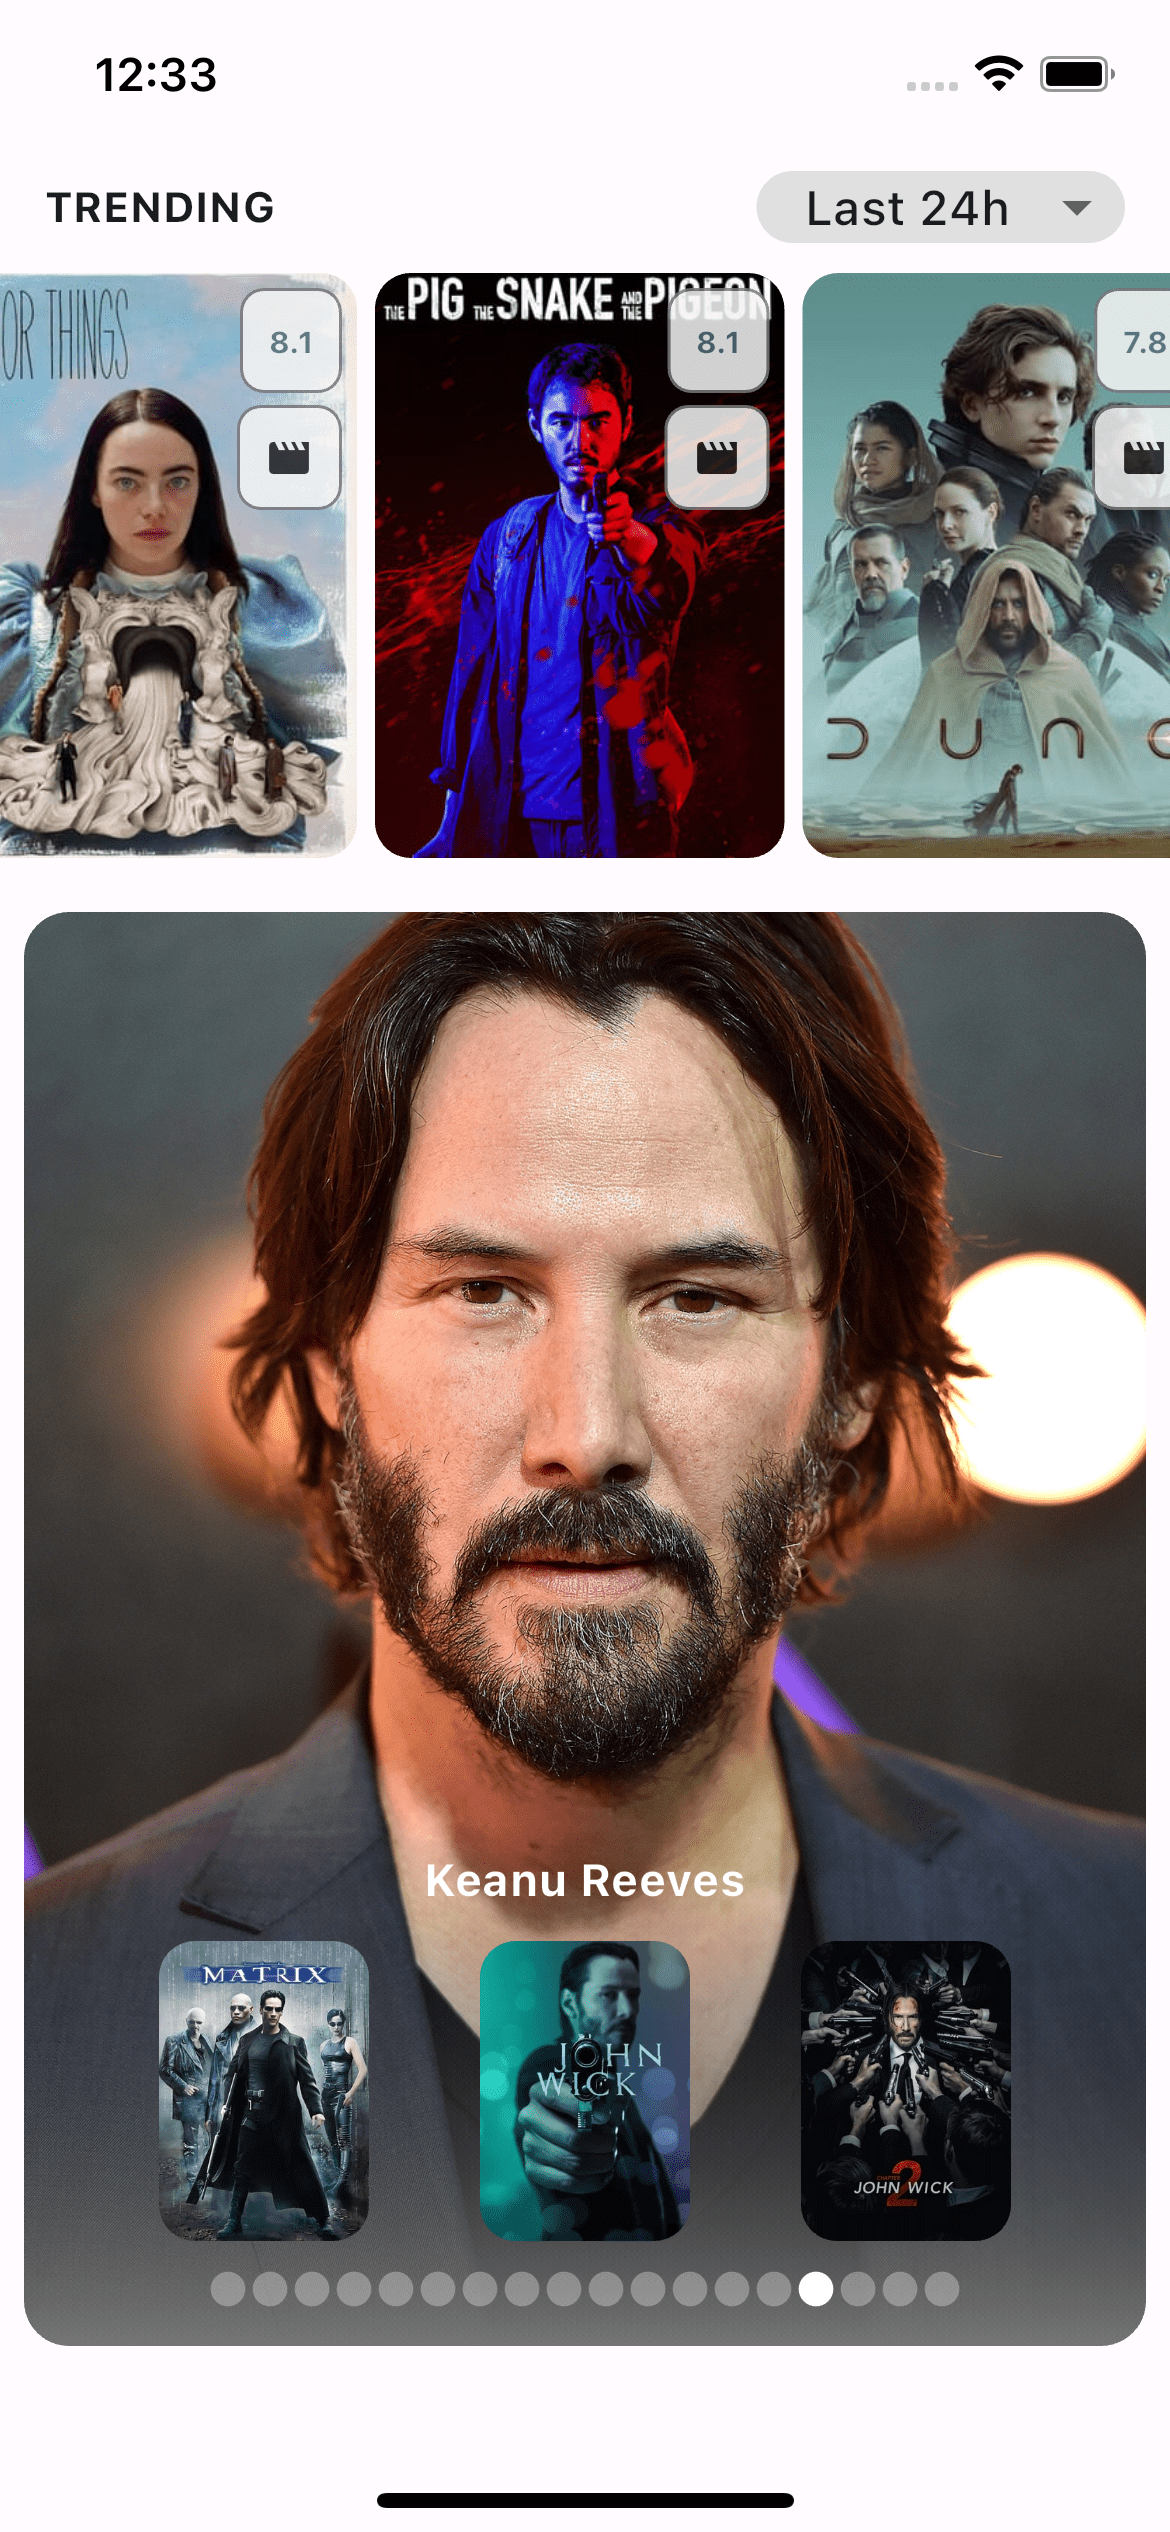 12:33
TRENDING
Last 24h
OR THINGS
8.1
THE PIG THE SNAKE AND THE PIGEON
8.1
7.8
DUNE
Keanu Reeves
MATRIX
JOHN
WICK
CHAPTER
2
JOHN WICK